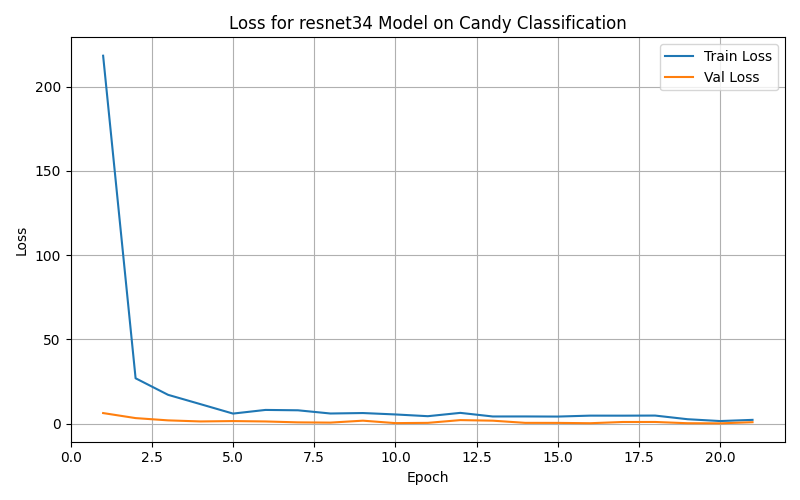 Loss for resnet34 Model on Candy Classification
Train Loss
Val Loss
200
150
100
50
0
Loss
0.0 2.5 5.0 7.5 10.0 12.5 15.0 17.5 20.0
Epoch